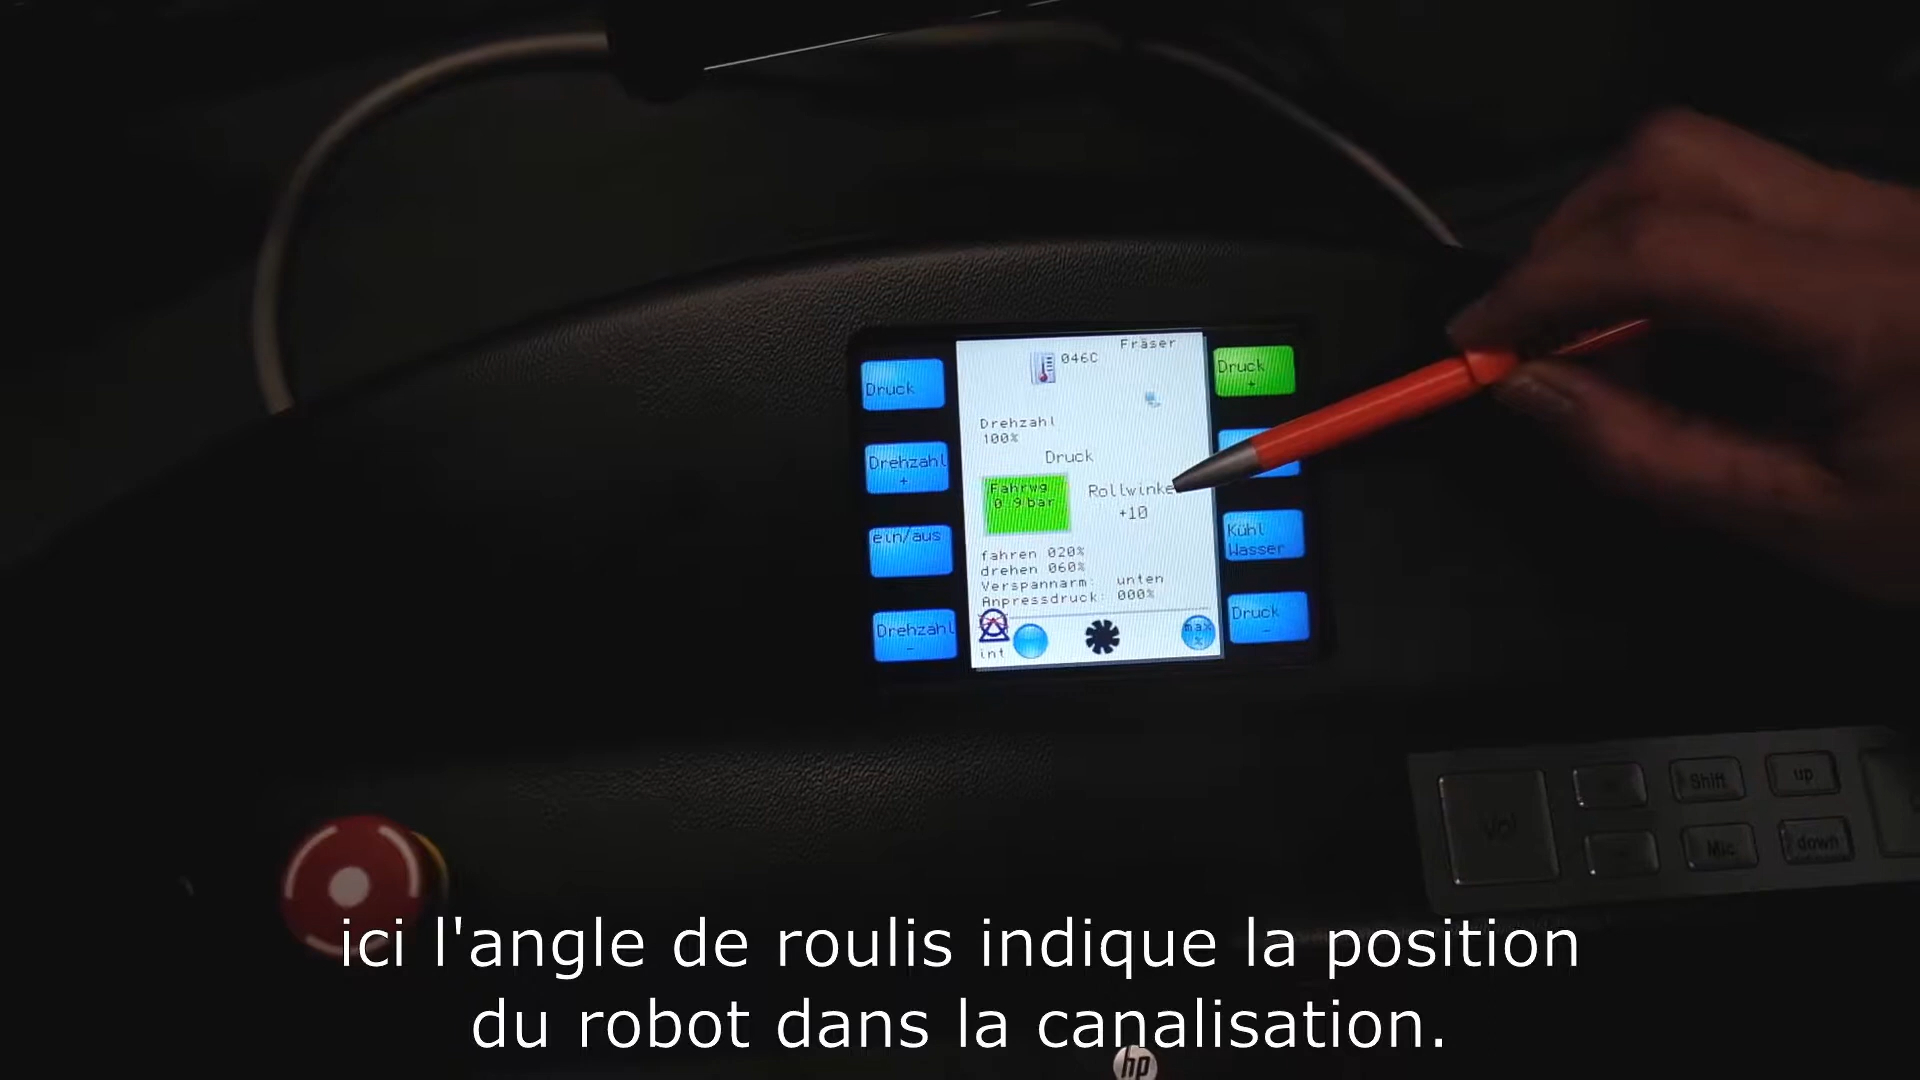 Fräser
046C
Druck
Druck
+
Drehzahl
100%
Druck
Drehzahl
+
Fahrwg
0.9bar
Rollwinke
+10
ein/aus
Kühl
Wasser
fahren 020%
drehen 060%
Verspannarm: unten
Anpressdruck: 000%
Drehzahl
-
int
max
%
Druck
-
Vol
Shift
up
Mic
down
ici l'angle de roulis indique la position
du robot dans la canalisation.
hp